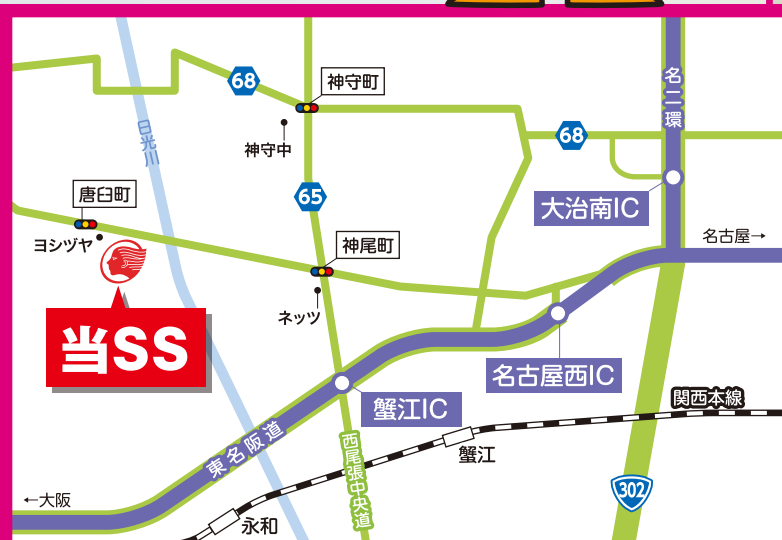 名二環
68
神守町
68
日光川
神守中
唐臼町
65
大治南IC
ヨシヅヤ
神尾町
名古屋→
ネッツ
当SS
名古屋西IC
蟹江IC
関西本線
東名阪道
西尾張中央道
蟹江
302
←大阪
永和